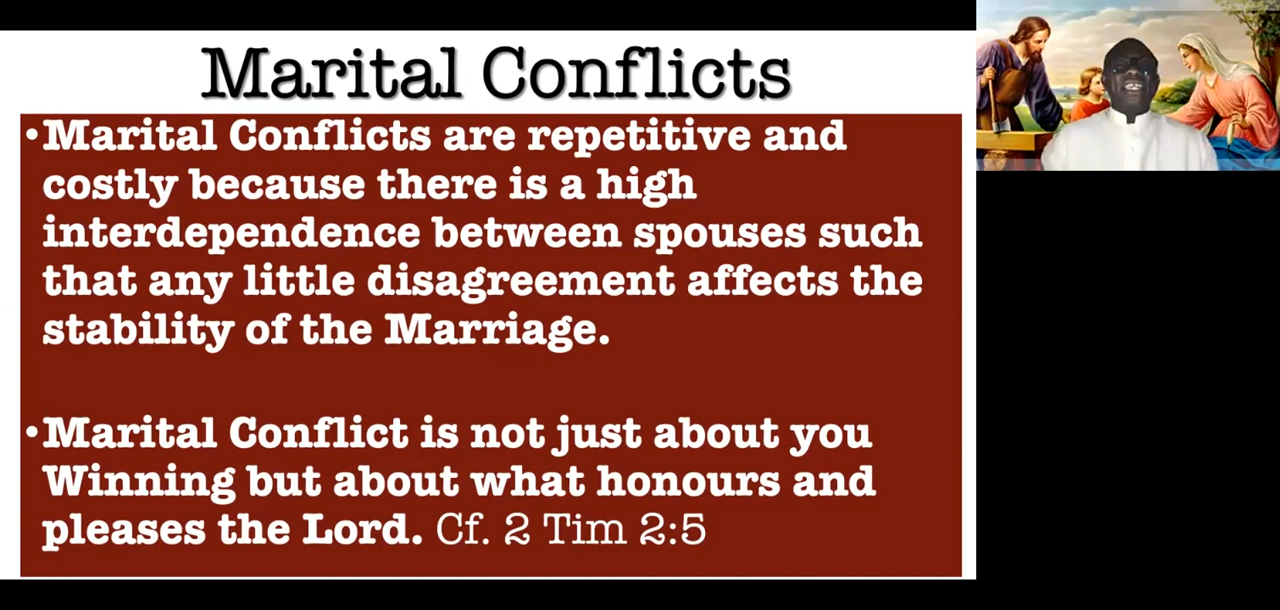 Marital Conflicts
•Marital Conflicts are repetitive and
costly because there is a high
interdependence between spouses such
that any little disagreement affects the
stability of the Marriage.
•Marital Conflict is not just about you
Winning but about what honours and
pleases the Lord. Cf. 2 Tim 2:5